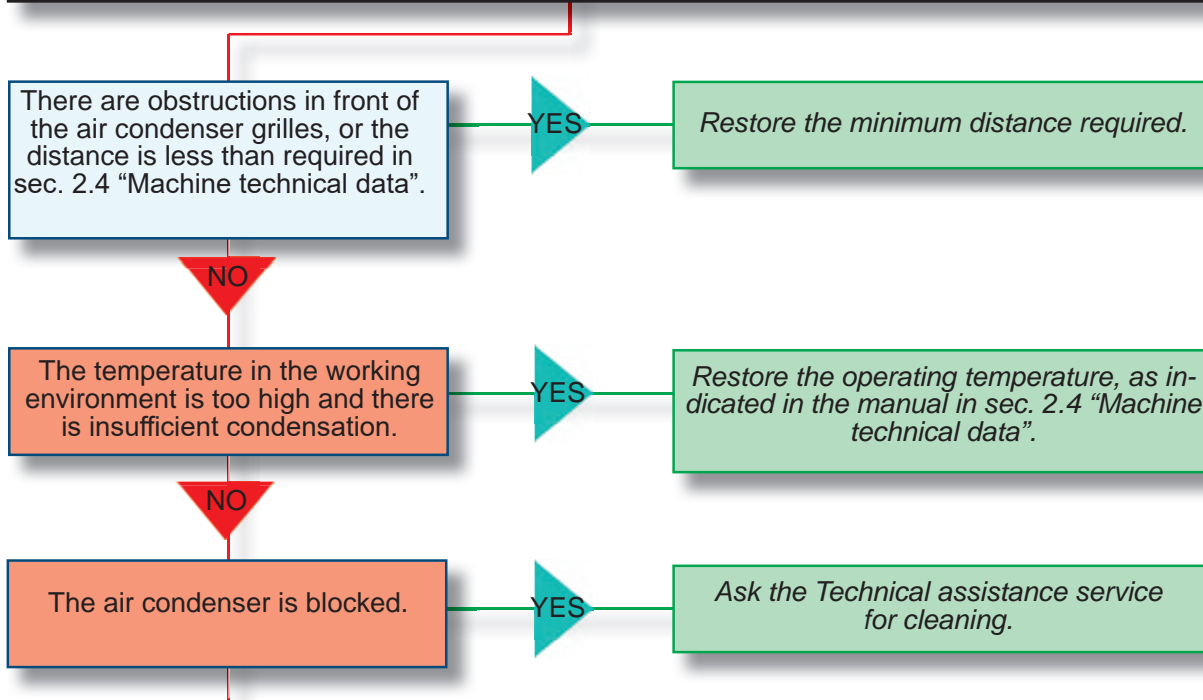 There are obstructions in front of
the air condenser grilles, or the
distance is less than required in
sec. 2.4 “Machine technical data”.
YES
Restore the minimum distance required.
NO
The temperature in the working
environment is too high and there
is insufficient condensation.
YES
Restore the operating temperature, as in-
dicated in the manual in sec. 2.4 “Machine
technical data”.
NO
The air condenser is blocked.
YES
Ask the Technical assistance service
for cleaning.